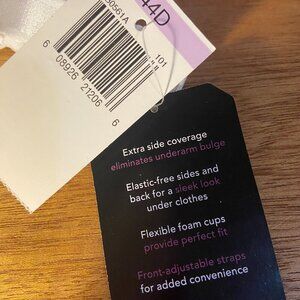 44D
00561A
101
6 08926 21206 6
Extra side coverage
eliminates underarm bulge
Elastic-free sides and
back for a sleek look
under clothes
Flexible foam cups
provide perfect fit
Front-adjustable straps
for added convenience